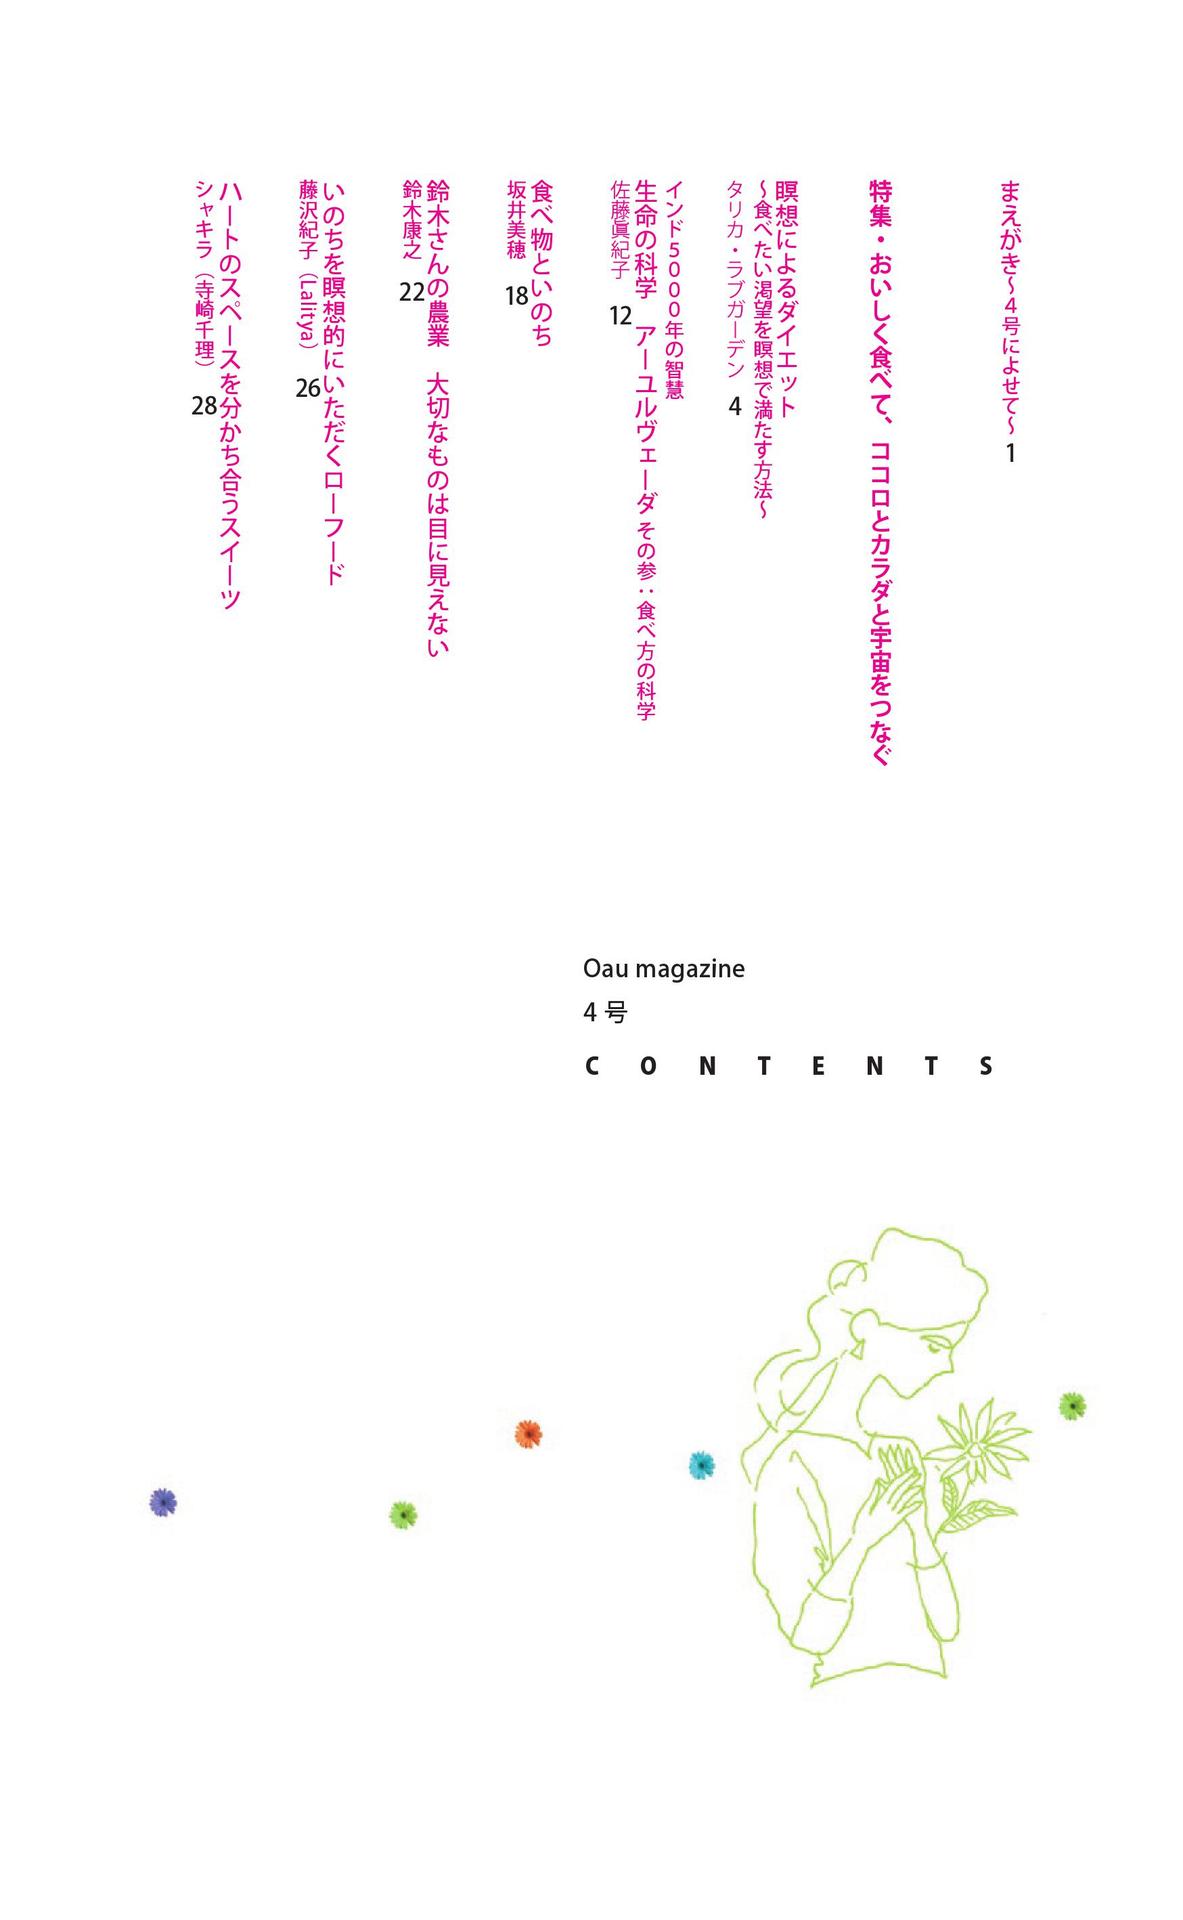 まえがき～4号によせて～ 1
特集・おいしく食べて、ココロとカラダと宇宙をつなぐ
瞑想によるダイエット
～食べたい渇望を瞑想で満たす方法～
タリカ・ラブガーデン 4
インド5000年の智慧
生命の科学　アーユルヴェーダ その参：食べ方の科学
佐藤眞紀子 12
食べ物といのち
坂井美穂 18
鈴木さんの農業　大切なものは目に見えない
鈴木康之 22
いのちを瞑想的にいただくローフード
藤沢紀子（Lalitya） 26
ハートのスペースを分かち合うスイーツ
シャキラ（寺崎千理） 28
Oau magazine
4 号
CONTENTS